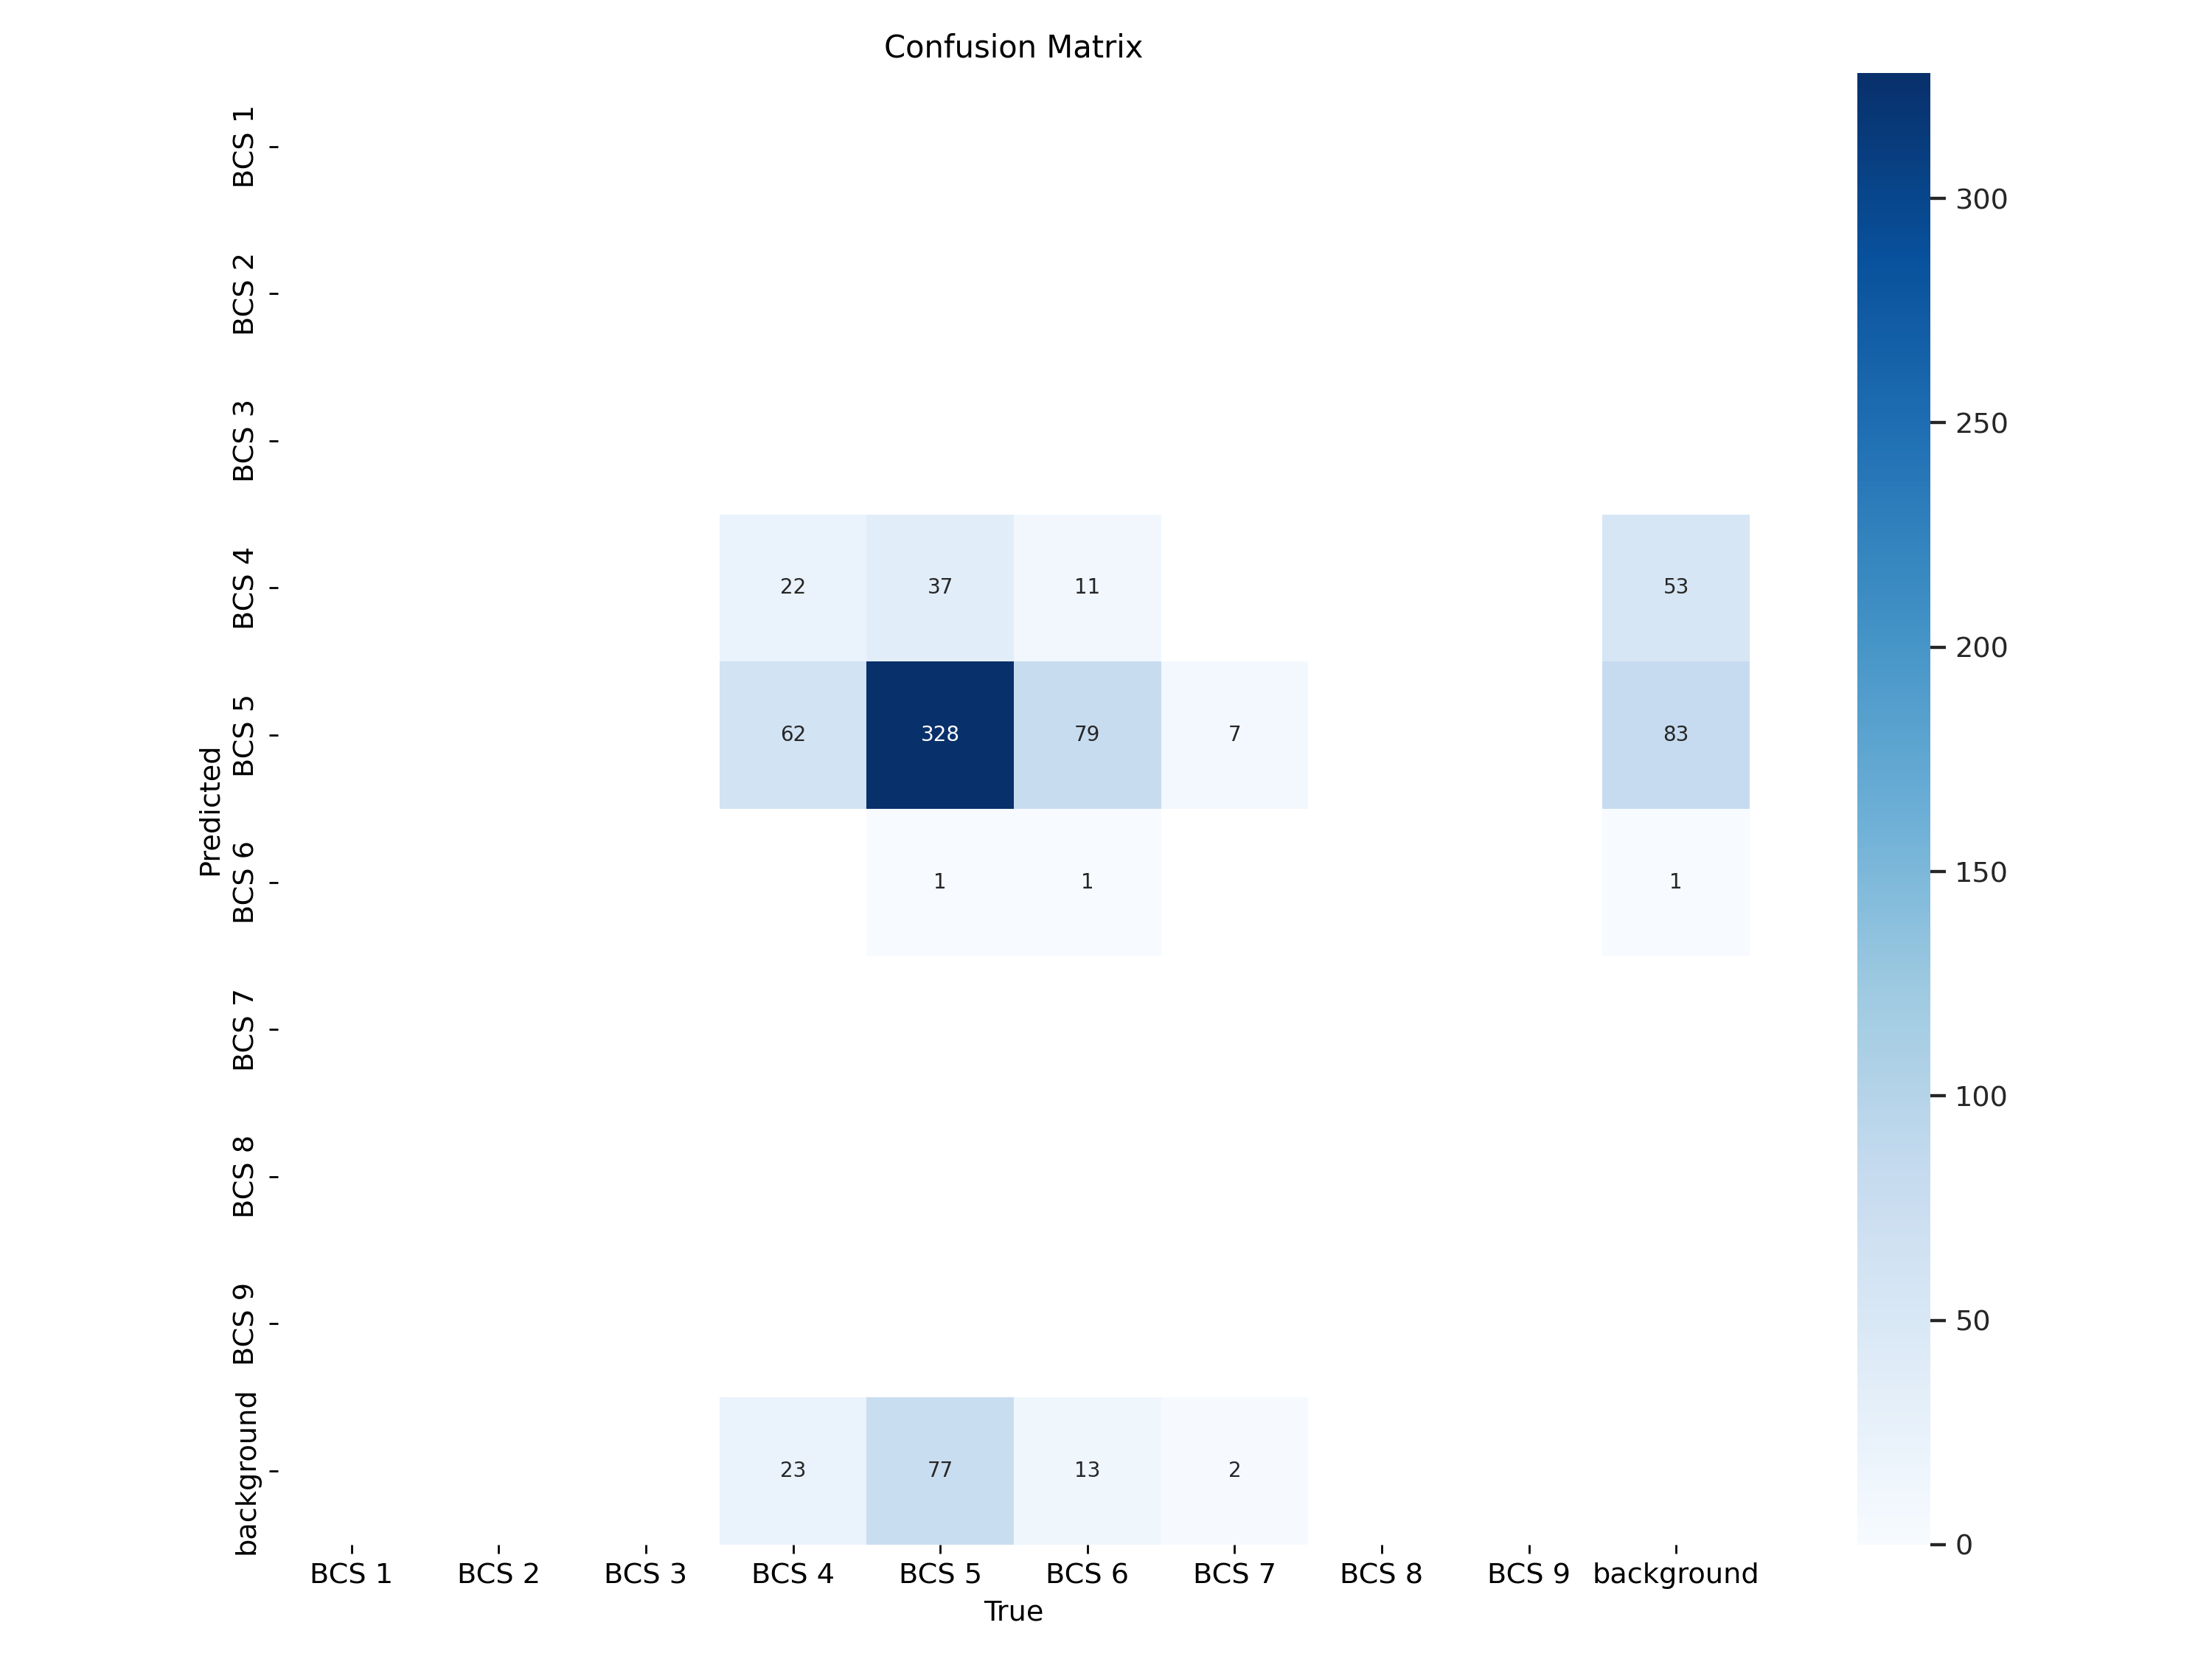 Confusion Matrix
BCS 1
BCS 2
BCS 3
BCS 4
BCS 5
BCS 6
BCS 7
BCS 8
BCS 9
background
Predicted
22 37 11 53
62 328 79 7 83
1 1 1
23 77 13 2
BCS 1 BCS 2 BCS 3 BCS 4 BCS 5 BCS 6 BCS 7 BCS 8 BCS 9 background
True
300
250
200
150
100
50
0